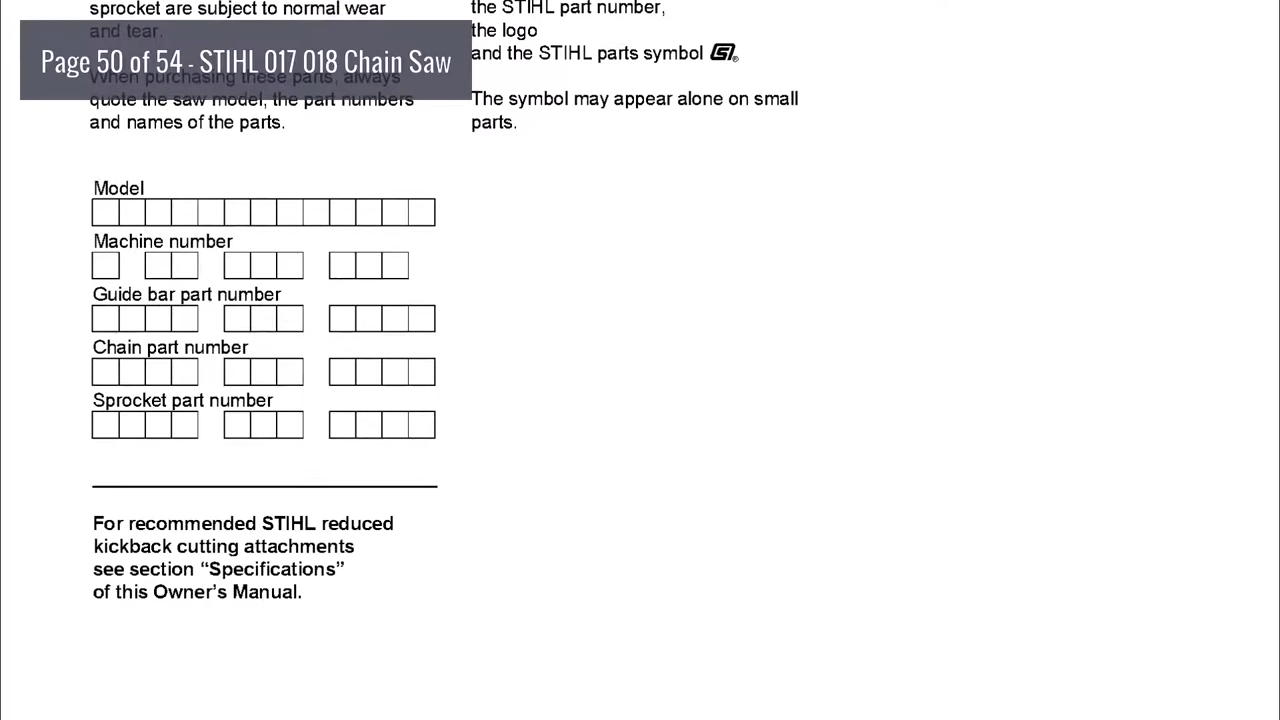 sprocket are subject to normal wear
and tear.
When purchasing these parts, always
quote the saw model, the part numbers
and names of the parts.
the STIHL part number,
the logo
and the STIHL parts symbol
The symbol may appear alone on small
parts.
Page 50 of 54 - STIHL 017 018 Chain Saw
Model
Machine number
Guide bar part number
Chain part number
Sprocket part number
For recommended STIHL reduced
kickback cutting attachments
see section “Specifications”
of this Owner’s Manual.